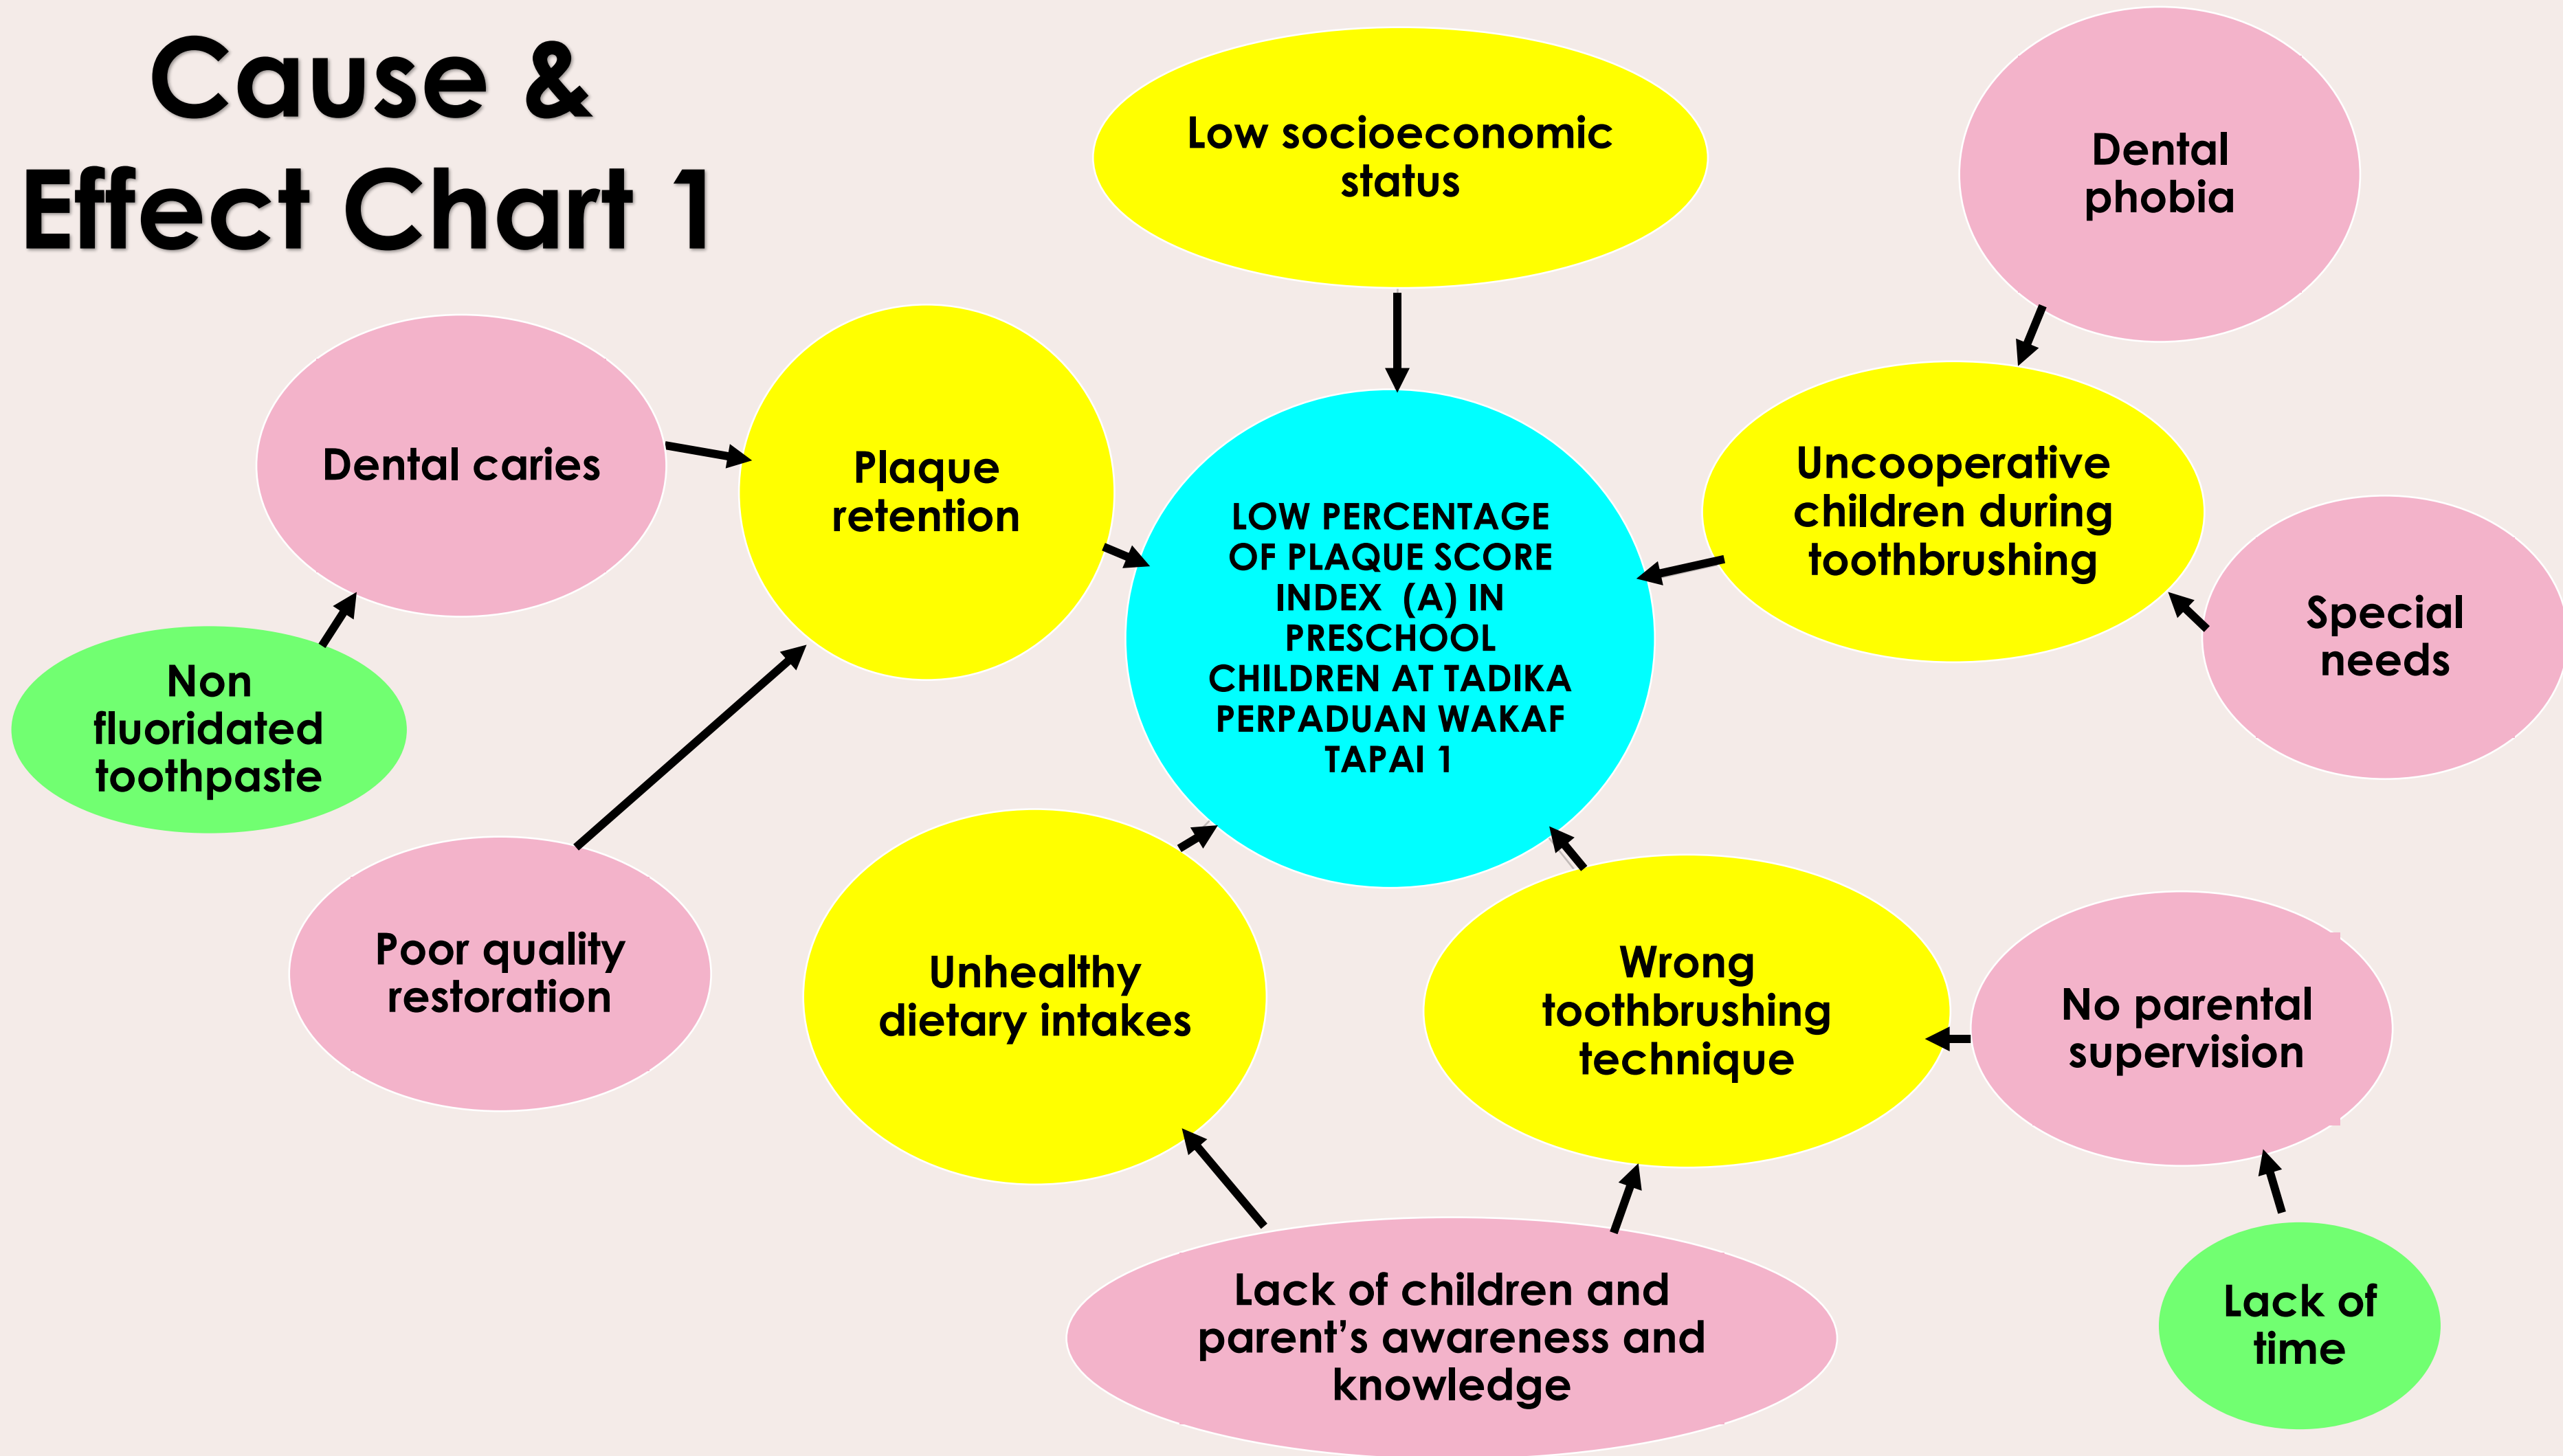 Cause &
Effect Chart 1
Low socioeconomic
status
Dental
phobia
Dental caries
Plaque
retention
LOW PERCENTAGE
OF PLAQUE SCORE
INDEX (A) IN
PRESCHOOL
CHILDREN AT TADIKA
PERPADUAN WAKAF
TAPAI 1
Uncooperative
children during
toothbrushing
Special
needs
Non
fluoridated
toothpaste
Poor quality
restoration
Unhealthy
dietary intakes
Wrong
toothbrushing
technique
No parental
supervision
Lack of children and
parent’s awareness and
knowledge
Lack of
time